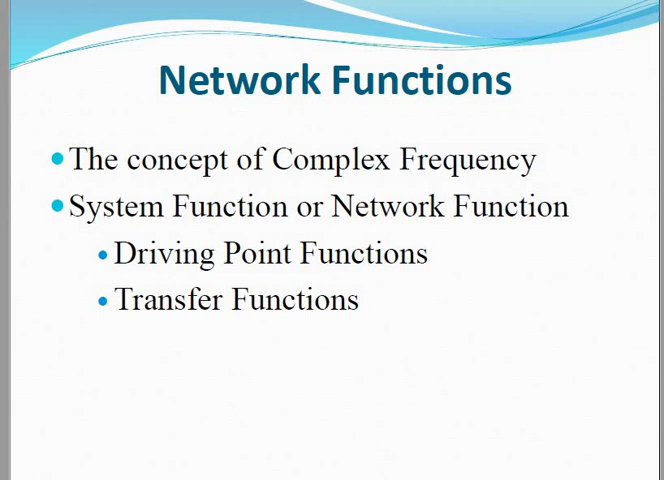 Network Functions
The concept of Complex Frequency
System Function or Network Function
Driving Point Functions
Transfer Functions